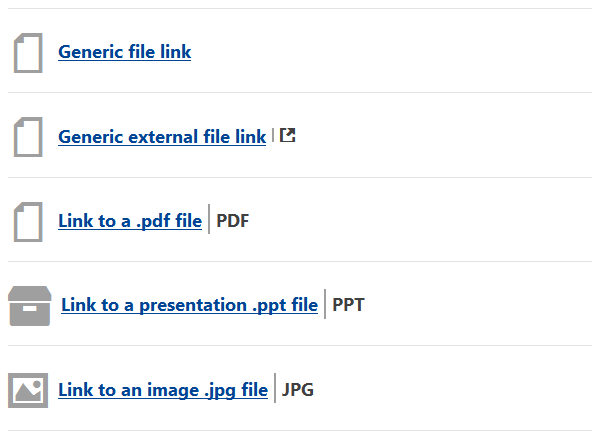 Generic file link
Generic external file link
Link to a .pdf file | PDF
Link to a presentation .ppt file | PPT
Link to an image .jpg file | JPG